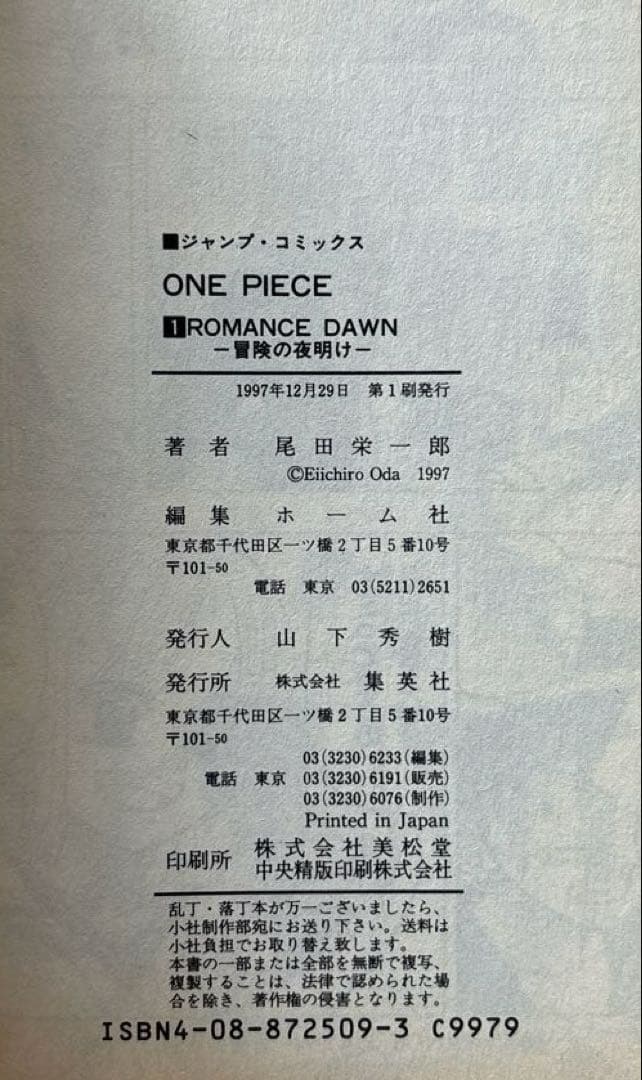 ■ジャンプ・コミックス
ONE PIECE
1 ROMANCE DAWN
－冒険の夜明け－
1997年12月29日　第1刷発行
著者　尾田栄一郎
©Eiichiro Oda 1997
編集　ホーム社
東京都千代田区一ツ橋2丁目5番10号
〒101-50
電話　東京　03(5211)2651
発行人　山下秀樹
発行所　株式会社　集英社
東京都千代田区一ツ橋2丁目5番10号
〒101-50
03(3230)6233(編集)
電話　東京　03(3230)6191(販売)
03(3230)6076(制作)
Printed in Japan
印刷所　株式会社美松堂
中央精版印刷株式会社
乱丁・落丁本が万一ございましたら、
小社制作部宛にお送り下さい。送料は
小社負担でお取り替え致します。
本書の一部または全部を無断で複写、
複製することは、法律で認められた場
合を除き、著作権の侵害となります。
ISBN4-08-872509-3 C9979